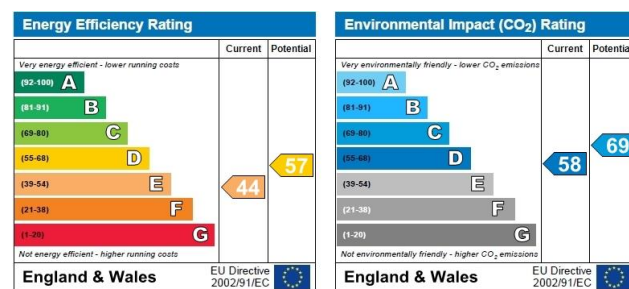 Energy Efficiency Rating
Current Potential
Very energy efficient - lower running costs
(92-100) A
(81-91) B
(69-80) C
(55-68) D
(39-54) E
(21-38) F
(1-20) G
44
57
Not energy efficient - higher running costs
England & Wales
EU Directive
2002/91/EC
Environmental Impact (CO2) Rating
Current Potential
Very environmentally friendly - lower CO2 emissions
(92-100) A
(81-91) B
(69-80) C
(55-68) D
(39-54) E
(21-38) F
(1-20) G
58
69
Not environmentally friendly - higher CO2 emissions
England & Wales
EU Directive
2002/91/EC